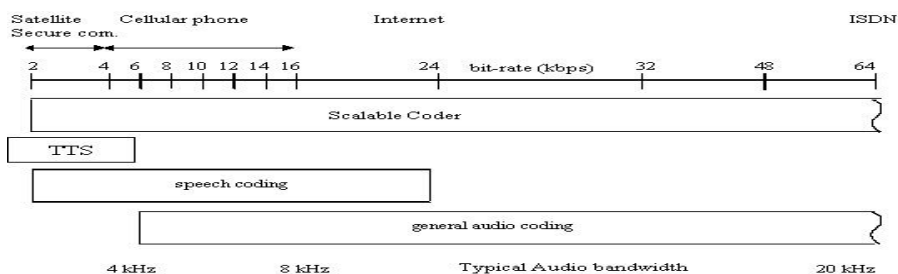 Satellite Cellular phone Internet ISDN
Secure com.
2 4 6 8 10 12 14 16 24 bit-rate (kbps) 32 48 64
Scalable Coder
TTS
speech coding
general audio coding
4 kHz 8 kHz Typical Audio bandwidth 20 kHz